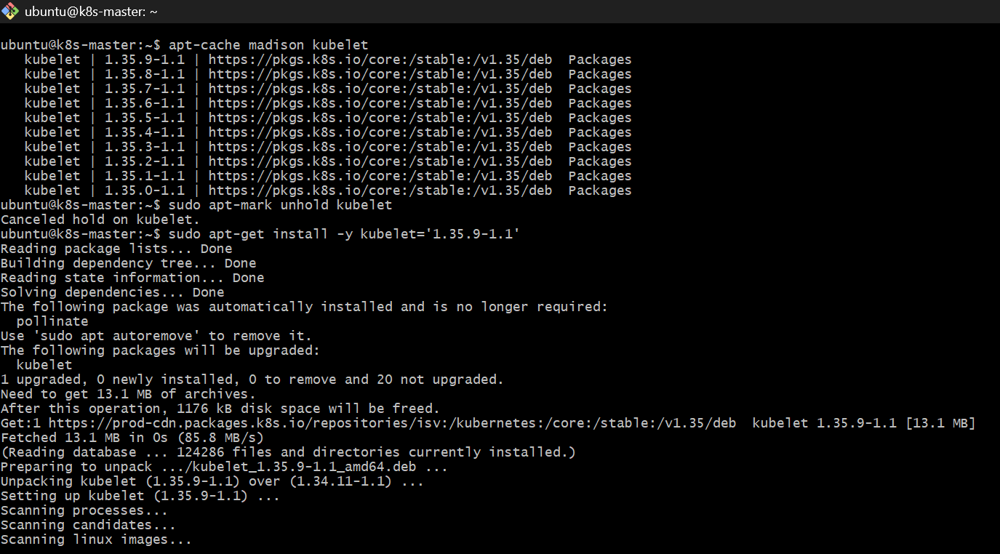 ubuntu@k8s-master: ~
ubuntu@k8s-master:~$ apt-cache madison kubelet
   kubelet | 1.35.9-1.1 | https://pkgs.k8s.io/core:/stable:/v1.35/deb  Packages
   kubelet | 1.35.8-1.1 | https://pkgs.k8s.io/core:/stable:/v1.35/deb  Packages
   kubelet | 1.35.7-1.1 | https://pkgs.k8s.io/core:/stable:/v1.35/deb  Packages
   kubelet | 1.35.6-1.1 | https://pkgs.k8s.io/core:/stable:/v1.35/deb  Packages
   kubelet | 1.35.5-1.1 | https://pkgs.k8s.io/core:/stable:/v1.35/deb  Packages
   kubelet | 1.35.4-1.1 | https://pkgs.k8s.io/core:/stable:/v1.35/deb  Packages
   kubelet | 1.35.3-1.1 | https://pkgs.k8s.io/core:/stable:/v1.35/deb  Packages
   kubelet | 1.35.2-1.1 | https://pkgs.k8s.io/core:/stable:/v1.35/deb  Packages
   kubelet | 1.35.1-1.1 | https://pkgs.k8s.io/core:/stable:/v1.35/deb  Packages
   kubelet | 1.35.0-1.1 | https://pkgs.k8s.io/core:/stable:/v1.35/deb  Packages
ubuntu@k8s-master:~$ sudo apt-mark unhold kubelet
Canceled hold on kubelet.
ubuntu@k8s-master:~$ sudo apt-get install -y kubelet='1.35.9-1.1'
Reading package lists... Done
Building dependency tree... Done
Reading state information... Done
Solving dependencies... Done
The following package was automatically installed and is no longer required:
  pollinate
Use 'sudo apt autoremove' to remove it.
The following packages will be upgraded:
  kubelet
1 upgraded, 0 newly installed, 0 to remove and 20 not upgraded.
Need to get 13.1 MB of archives.
After this operation, 1176 kB disk space will be freed.
Get:1 https://prod-cdn.packages.k8s.io/repositories/isv:/kubernetes:/core:/stable:/v1.35/deb  kubelet 1.35.9-1.1 [13.1 MB]
Fetched 13.1 MB in 0s (85.8 MB/s)
(Reading database ... 124286 files and directories currently installed.)
Preparing to unpack .../kubelet_1.35.9-1.1_amd64.deb ...
Unpacking kubelet (1.35.9-1.1) over (1.34.11-1.1) ...
Setting up kubelet (1.35.9-1.1) ...
Scanning processes...
Scanning candidates...
Scanning linux images...